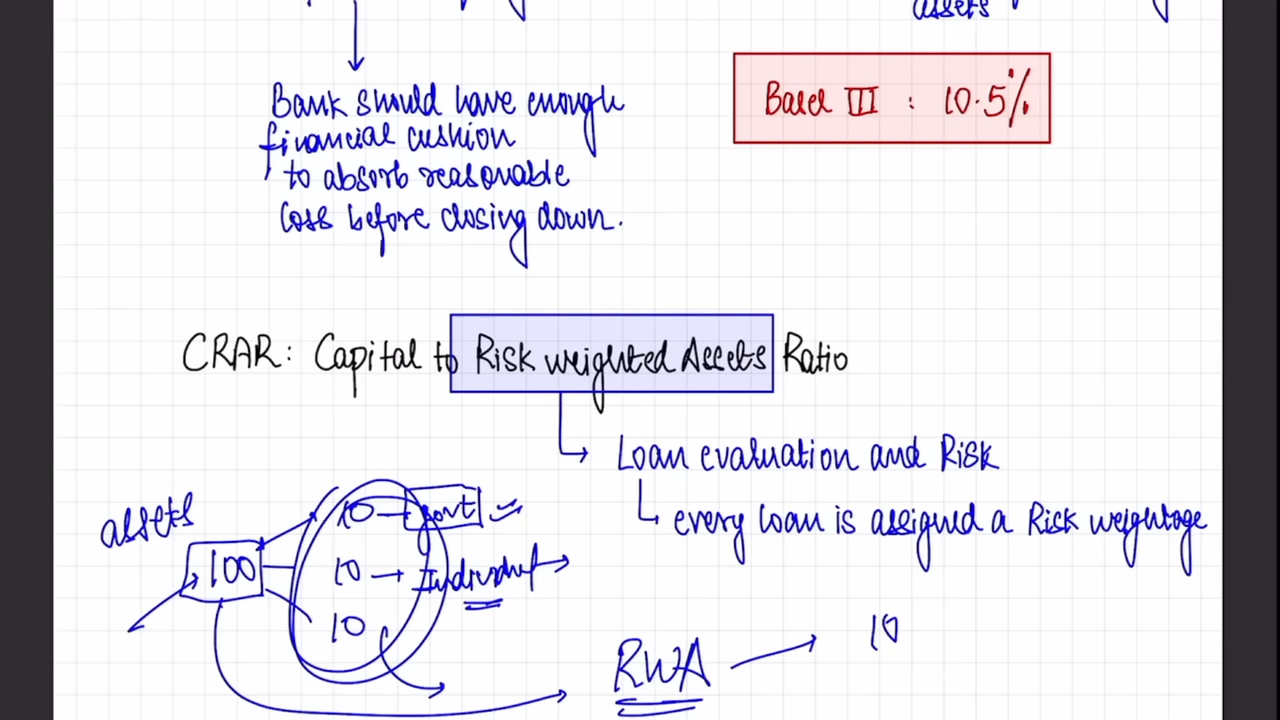 assets
Bank should have enough
financial cushion
to absorb reasonable
loss before closing down.
Basel III : 10.5%
CRAR: Capital to Risk weighted Assets Ratio
Loan evaluation and Risk
every loan is assigned a Risk weightage
assets
100
10 → Govt
10 → Individual
10
RWA
10